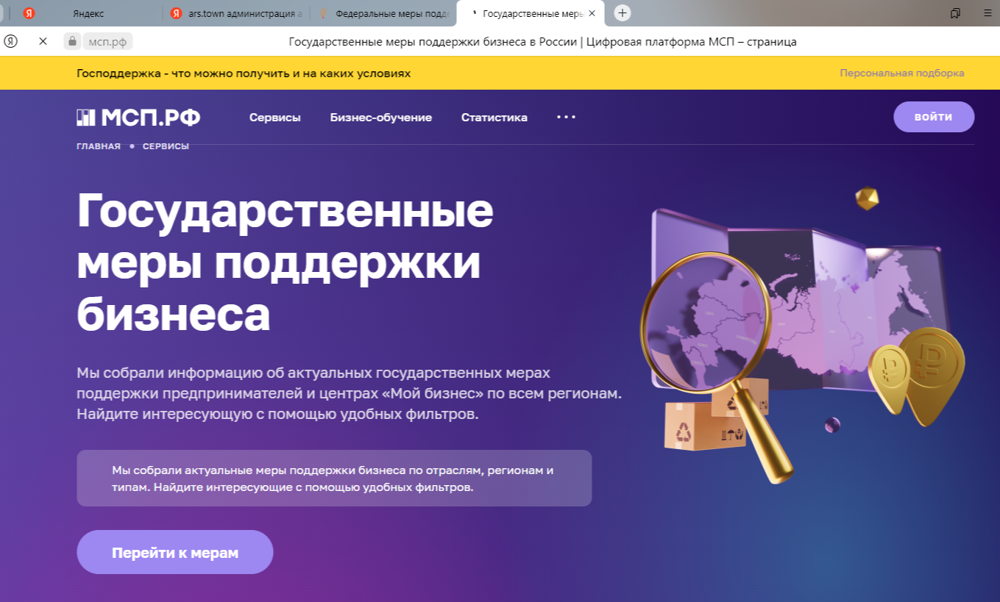 Я Яндекс
Я ars.town администрация а
Федеральные меры подде
Государственные меры
Я
мсп.рф
Государственные меры поддержки бизнеса в России | Цифровая платформа МСП – страница
Господдержка - что можно получить и на каких условиях
Персональная подборка
МСП.РФ
Сервисы
Бизнес-обучение
Статистика
ВОЙТИ
ГЛАВНАЯ • СЕРВИСЫ
Государственные
меры поддержки
бизнеса
Мы собрали информацию об актуальных государственных мерах
поддержки предпринимателей и центрах «Мой бизнес» по всем регионам.
Найдите интересующую с помощью удобных фильтров.
Мы собрали актуальные меры поддержки бизнеса по отраслям, регионам и
типам. Найдите интересующие с помощью удобных фильтров.
Перейти к мерам